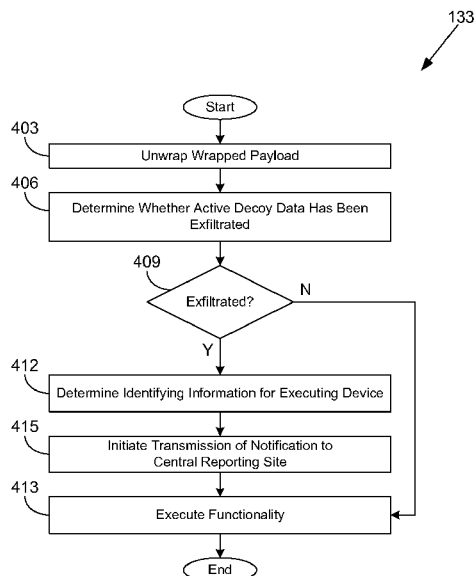 133
Start
403
Unwrap Wrapped Payload
406
Determine Whether Active Decoy Data Has Been
Exfiltrated
409
Exfiltrated?
N
Y
412
Determine Identifying Information for Executing Device
415
Initiate Transmission of Notification to
Central Reporting Site
413
Execute Functionality
End